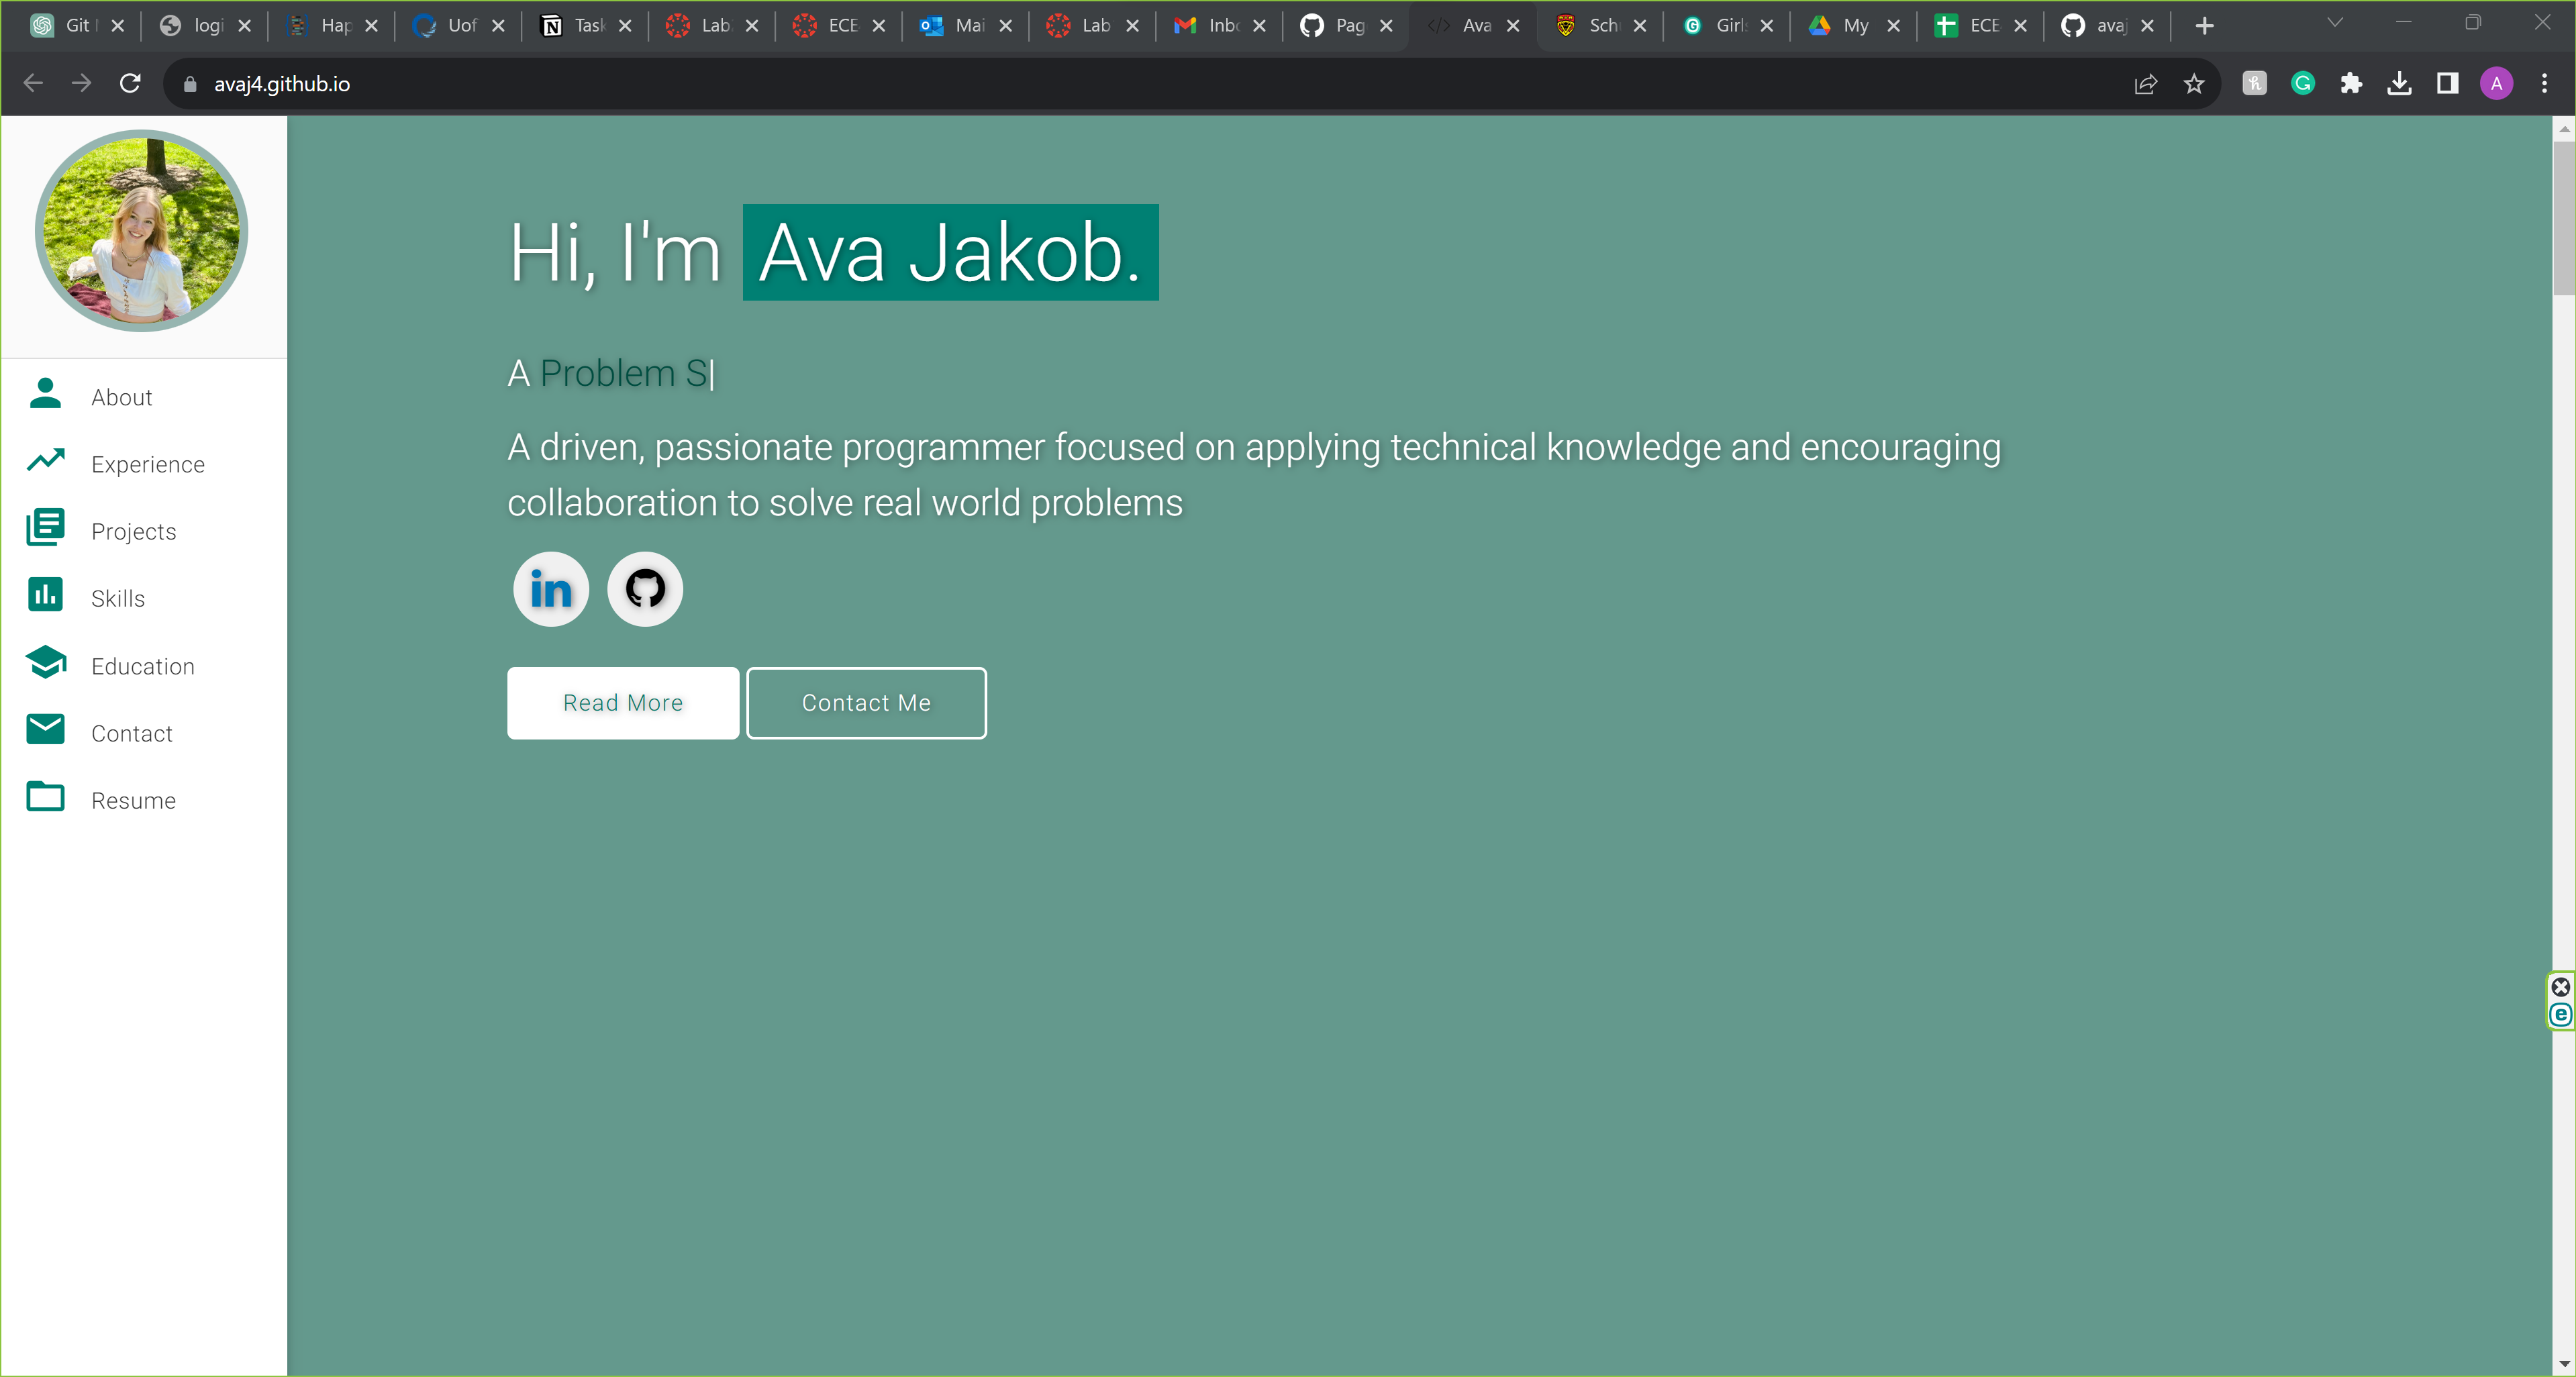 Git
logi
Hap
Uof
Task
Lab
ECE
Mai
Lab
Inb
Pag
Ava
Sch
Girl
My
ECE
avaj
avaj4.github.io
A
Hi, I'm Ava Jakob.
A Problem S|
A driven, passionate programmer focused on applying technical knowledge and encouraging
collaboration to solve real world problems
in
Read More
Contact Me
About
Experience
Projects
Skills
Education
Contact
Resume